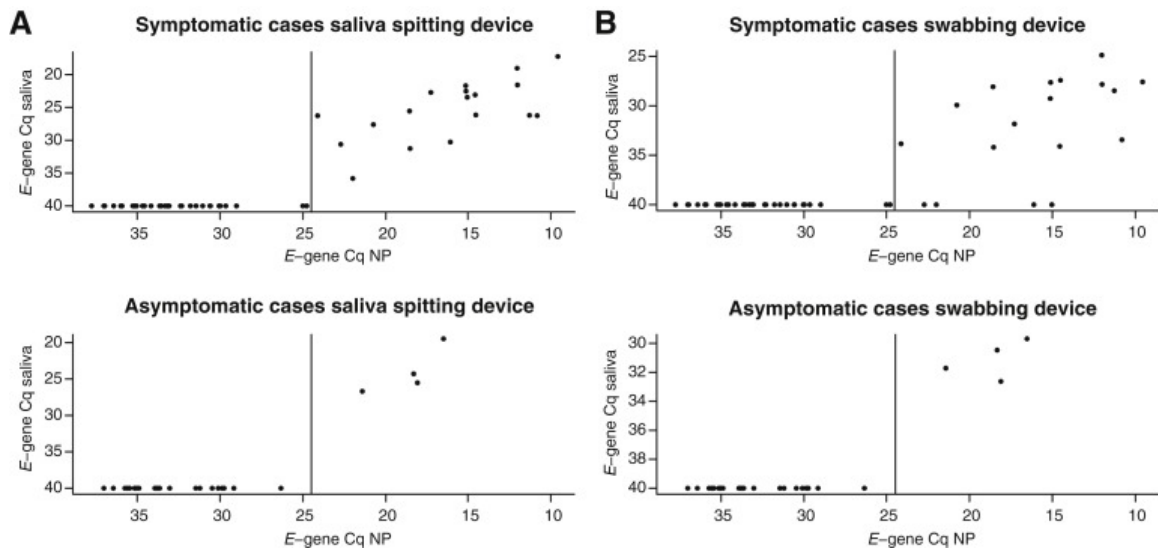 A
Symptomatic cases saliva spitting device
20
25
30
35
40
E-gene Cq saliva
35 30 25 20 15 10
E-gene Cq NP
B
Symptomatic cases swabbing device
25
30
35
40
E-gene Cq saliva
35 30 25 20 15 10
E-gene Cq NP
Asymptomatic cases saliva spitting device
20
25
30
35
40
E-gene Cq saliva
35 30 25 20 15 10
E-gene Cq NP
Asymptomatic cases swabbing device
30
32
34
36
38
40
E-gene Cq saliva
35 30 25 20 15 10
E-gene Cq NP